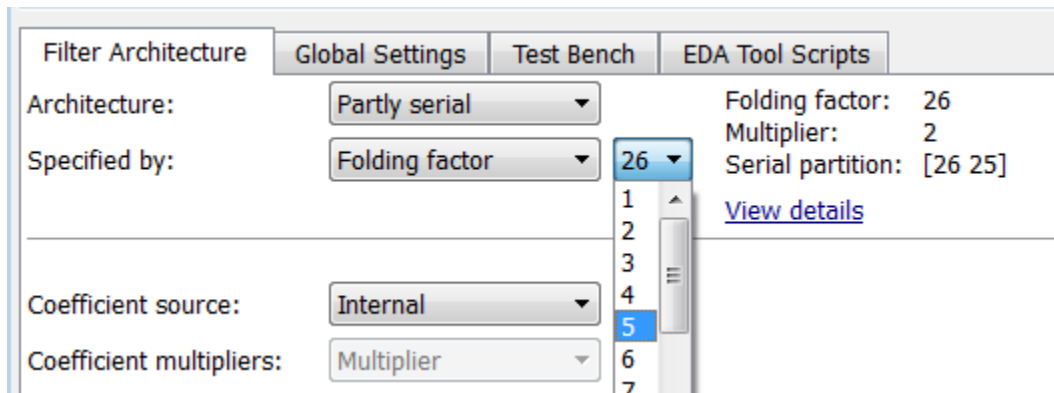 Filter Architecture Global Settings Test Bench EDA Tool Scripts
Architecture: Partly serial Folding factor: 26
Multiplier: 2
Specified by: Folding factor 26 Serial partition: [26 25]
1
View details
2
3
4
Coefficient source: Internal
5
Coefficient multipliers: Multiplier 6
7